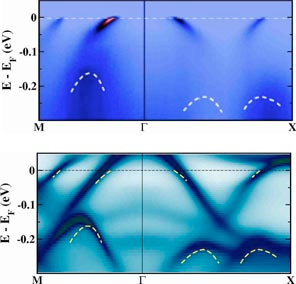 0
-0.1
-0.2
E - E_F (eV)
M Γ X
0
-0.1
-0.2
E - E_F (eV)
M Γ X